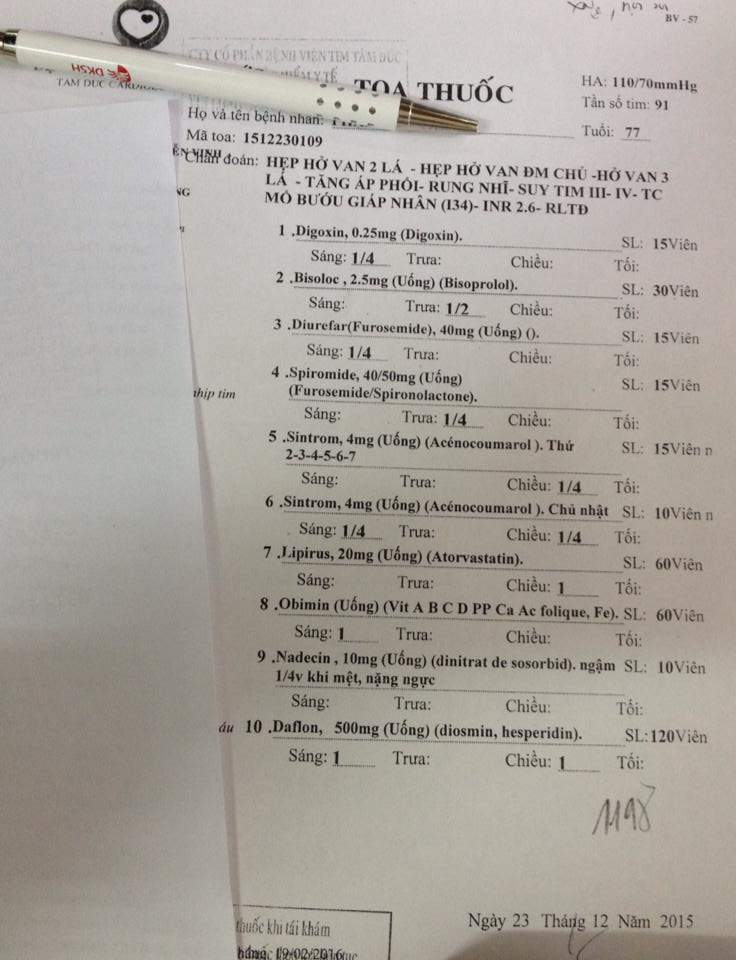 BV - 57
CTY CỔ PHẦN BỆNH VIỆN TIM TÂM ĐỨC
DKSH
TAM DUC CARDIOL
TOA THUỐC
HA: 110/70mmHg
Tần số tim: 91
Họ và tên bệnh nhân:
Tuổi: 77
Mã toa: 1512230109
Chẩn đoán: HẸP HỞ VAN 2 LÁ - HẸP HỞ VAN ĐM CHỦ -HỞ VAN 3
LÁ - TĂNG ÁP PHỔI- RUNG NHĨ- SUY TIM III- IV- TC
MỔ BƯỚU GIÁP NHÂN (I34)- INR 2.6- RLTĐ
NG
1 .Digoxin, 0.25mg (Digoxin). SL: 15Viên
Sáng: 1/4 Trưa: Chiều: Tối:
2 .Bisoloc , 2.5mg (Uống) (Bisoprolol). SL: 30Viên
Sáng: Trưa: 1/2 Chiều: Tối:
3 .Diurefar(Furosemide), 40mg (Uống) (). SL: 15Viên
Sáng: 1/4 Trưa: Chiều: Tối:
4 .Spiromide, 40/50mg (Uống) SL: 15Viên
(Furosemide/Spironolactone).
nhịp tim
Sáng: Trưa: 1/4 Chiều: Tối:
5 .Sintrom, 4mg (Uống) (Acénocoumarol ). Thứ SL: 15Viên n
2-3-4-5-6-7
Sáng: Trưa: Chiều: 1/4 Tối:
6 .Sintrom, 4mg (Uống) (Acénocoumarol ). Chủ nhật SL: 10Viên n
Sáng: 1/4 Trưa: Chiều: 1/4 Tối:
7 .Lipirus, 20mg (Uống) (Atorvastatin). SL: 60Viên
Sáng: Trưa: Chiều: 1 Tối:
8 .Obimin (Uống) (Vit A B C D PP Ca Ac folique, Fe). SL: 60Viên
Sáng: 1 Trưa: Chiều: Tối:
9 .Nadecin , 10mg (Uống) (dinitrat de sosorbid). ngậm SL: 10Viên
1/4v khi mệt, nặng ngực
Sáng: Trưa: Chiều: Tối:
áu 10 .Daflon, 500mg (Uống) (diosmin, hesperidin). SL:120Viên
Sáng: 1 Trưa: Chiều: 1 Tối:
1198
Ngày 23 Tháng 12 Năm 2015
thuốc khi tái khám
19/02/2016